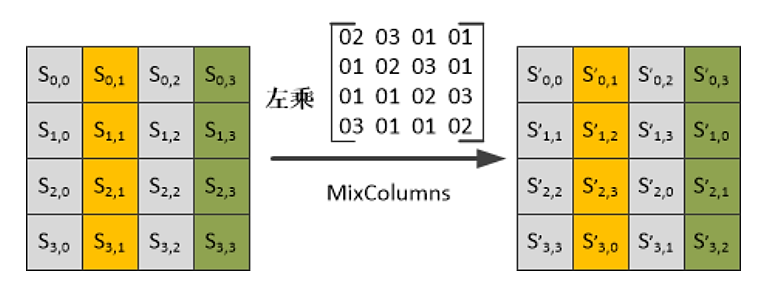 S0,0 S0,1 S0,2 S0,3
S1,0 S1,1 S1,2 S1,3
S2,0 S2,1 S2,2 S2,3
S3,0 S3,1 S3,2 S3,3
左乘
02 03 01 01
01 02 03 01
01 01 02 03
03 01 01 02
MixColumns
S'0,0 S'0,1 S'0,2 S'0,3
S'1,1 S'1,2 S'1,3 S'1,0
S'2,2 S'2,3 S'2,0 S'2,1
S'3,3 S'3,0 S'3,1 S'3,2